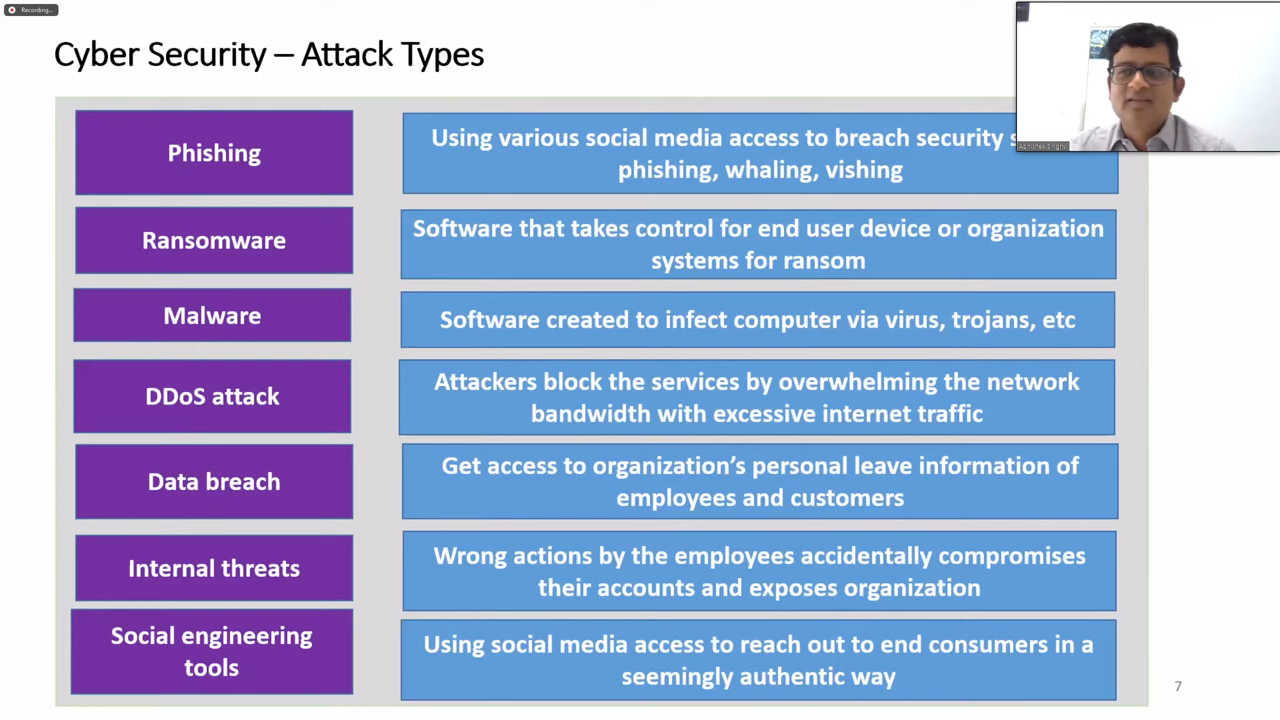 Recording...
Cyber Security – Attack Types
Phishing
Using various social media access to breach security
phishing, whaling, vishing
Abhishek Singhvi
Ransomware
Software that takes control for end user device or organization
systems for ransom
Malware
Software created to infect computer via virus, trojans, etc
DDoS attack
Attackers block the services by overwhelming the network
bandwidth with excessive internet traffic
Data breach
Get access to organization’s personal leave information of
employees and customers
Internal threats
Wrong actions by the employees accidentally compromises
their accounts and exposes organization
Social engineering
tools
Using social media access to reach out to end consumers in a
seemingly authentic way
7